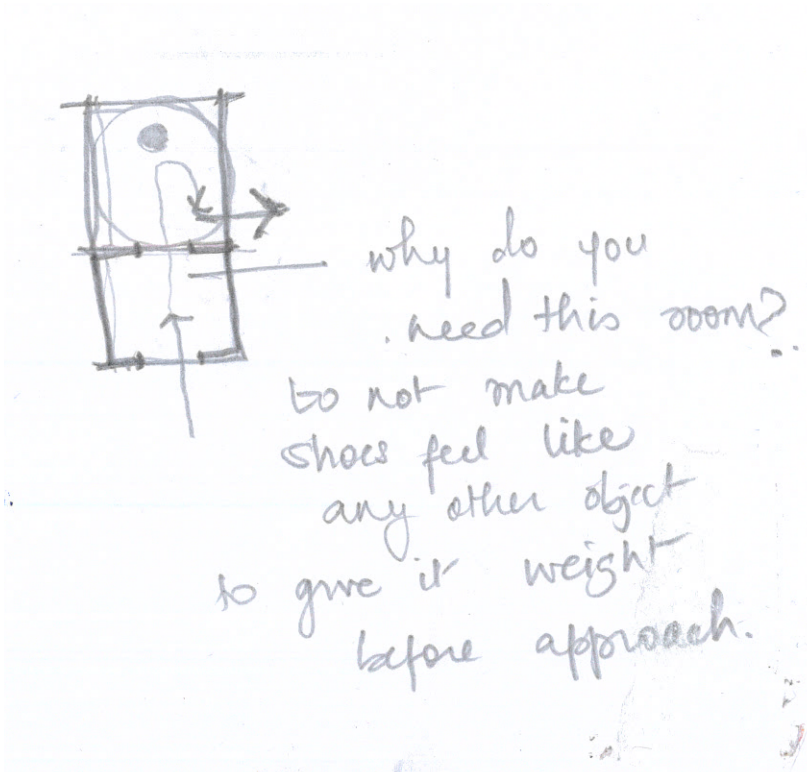 why do you
need this room?
to not make
shoes feel like
any other object
to give it weight
before approach.